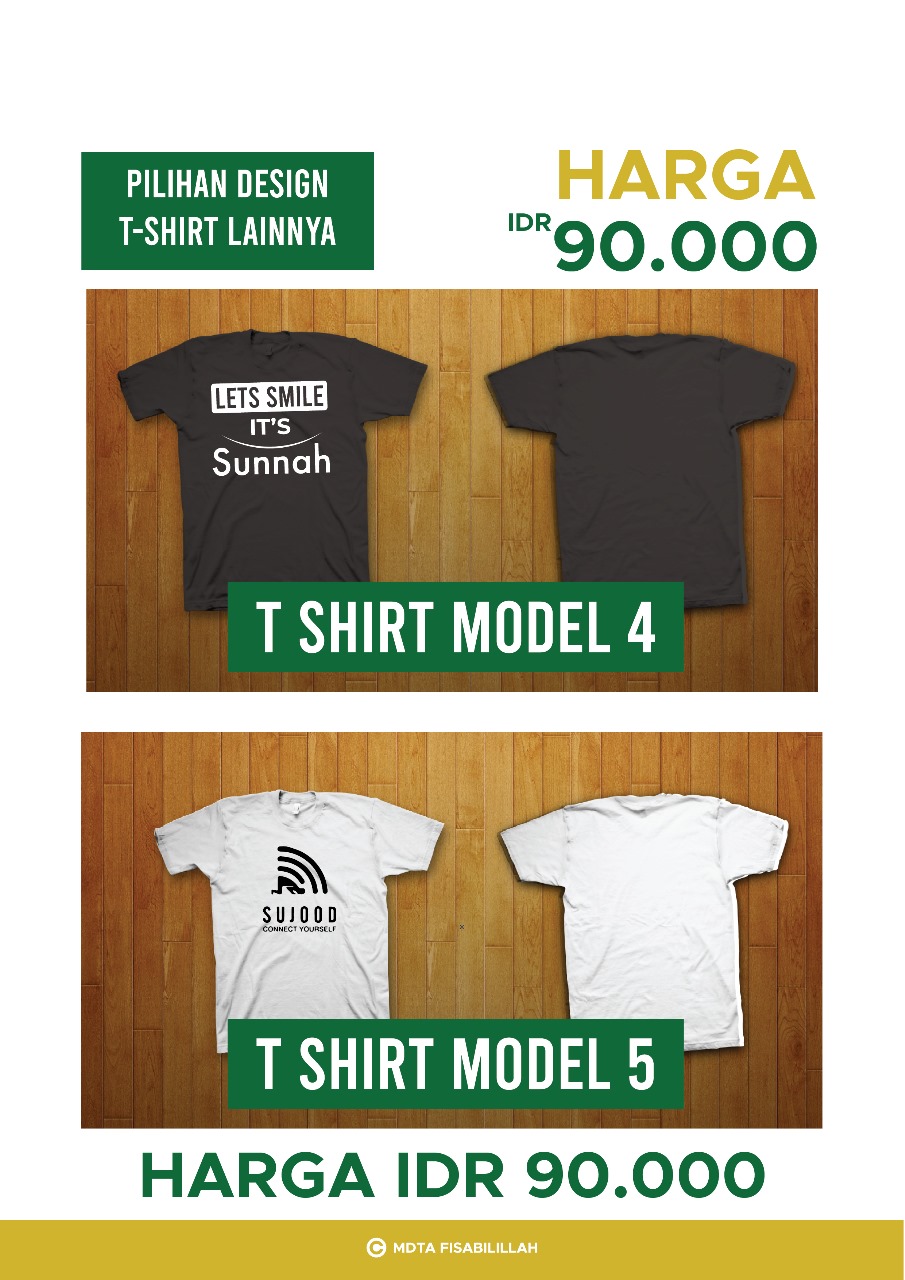 PILIHAN DESIGN
T-SHIRT LAINNYA
HARGA
IDR 90.000
LETS SMILE
IT'S
Sunnah
T SHIRT MODEL 4
SUJOOD
CONNECT YOURSELF
T SHIRT MODEL 5
HARGA IDR 90.000
© MDTA FISABILILLAH